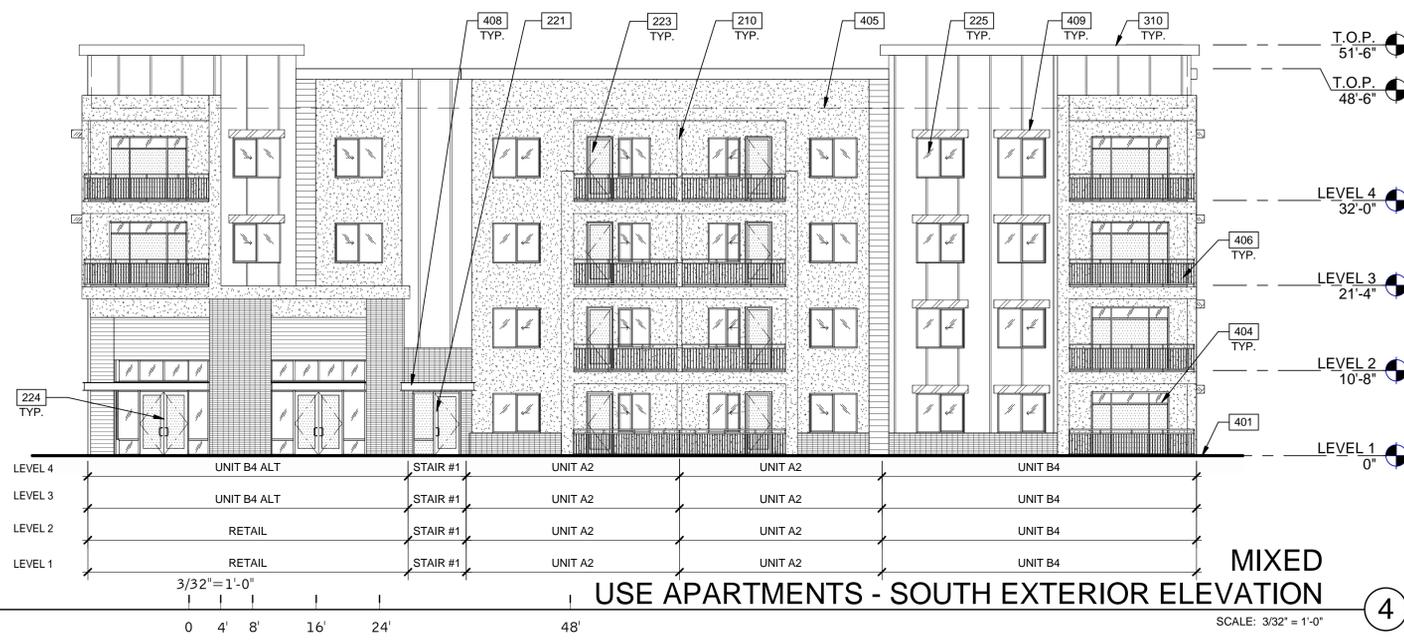 408
TYP.
221
223
TYP.
210
TYP.
405
225
TYP.
409
TYP.
310
TYP.
T.O.P.
51'-6"
T.O.P.
48'-6"
LEVEL 4
32'-0"
406
TYP.
LEVEL 3
21'-4"
404
TYP.
LEVEL 2
10'-8"
224
TYP.
401
LEVEL 1
0"
LEVEL 4 UNIT B4 ALT STAIR #1 UNIT A2 UNIT A2 UNIT B4
LEVEL 3 UNIT B4 ALT STAIR #1 UNIT A2 UNIT A2 UNIT B4
LEVEL 2 RETAIL STAIR #1 UNIT A2 UNIT A2 UNIT B4
LEVEL 1 RETAIL STAIR #1 UNIT A2 UNIT A2 UNIT B4
3/32"=1'-0"
0 4' 8' 16' 24' 48'
MIXED
USE APARTMENTS - SOUTH EXTERIOR ELEVATION
SCALE: 3/32" = 1'-0"
4